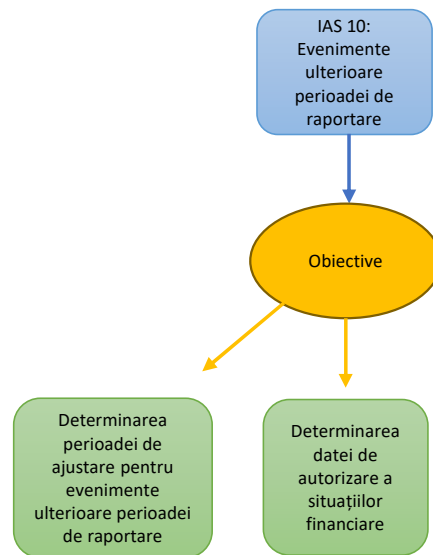 IAS 10:
Evenimente
ulterioare
perioadei de
raportare
Obiective
Determinarea
perioadei de
ajustare pentru
evenimente
ulterioare perioadei
de raportare
Determinarea
datei de
autorizare a
situațiilor
financiare